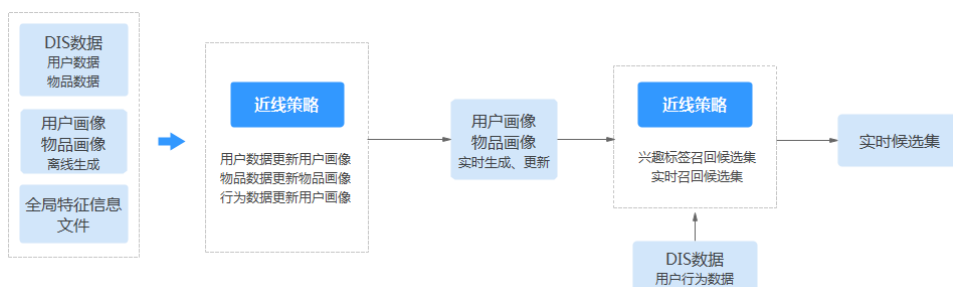 DIS数据
用户数据
物品数据
用户画像
物品画像
离线生成
全局特征信息
文件
近线策略
用户数据更新用户画像
物品数据更新物品画像
行为数据更新用户画像
用户画像
物品画像
实时生成、更新
近线策略
兴趣标签召回候选集
实时召回候选集
DIS数据
用户行为数据
实时候选集